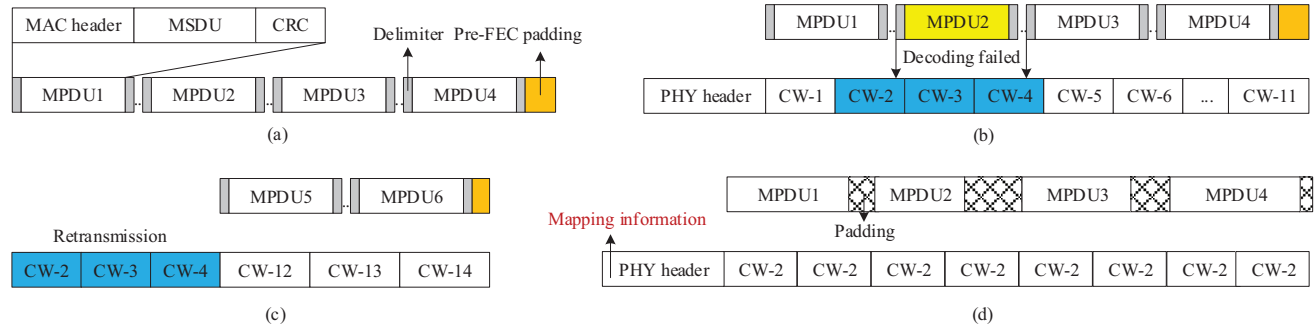 MAC header MSDU CRC
Delimiter Pre-FEC padding
MPDU1 .. MPDU2 .. MPDU3 .. MPDU4
(a)
MPDU1 .. MPDU2 .. MPDU3 .. MPDU4
Decoding failed
PHY header CW-1 CW-2 CW-3 CW-4 CW-5 CW-6 ... CW-11
(b)
MPDU5 .. MPDU6
Retransmission
CW-2 CW-3 CW-4 CW-12 CW-13 CW-14
(c)
MPDU1 MPDU2 MPDU3 MPDU4
Mapping information
Padding
PHY header CW-2 CW-2 CW-2 CW-2 CW-2 CW-2 CW-2 CW-2
(d)